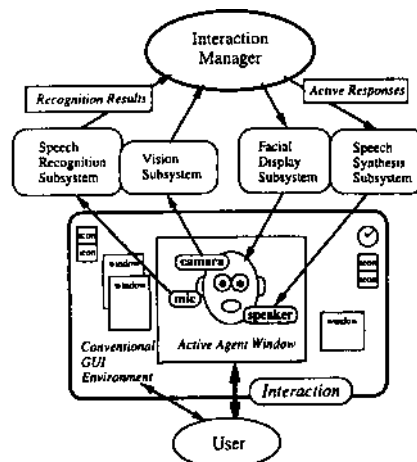 Interaction
Manager
Recognition Results
Active Responses
Speech
Recognition
Subsystem
Vision
Subsystem
Facial
Display
Subsystem
Speech
Synthesis
Subsystem
icon
icon
window
window
camera
mic
speaker
Active Agent Window
icon
icon
window
Conventional
GUI
Environment
Interaction
User